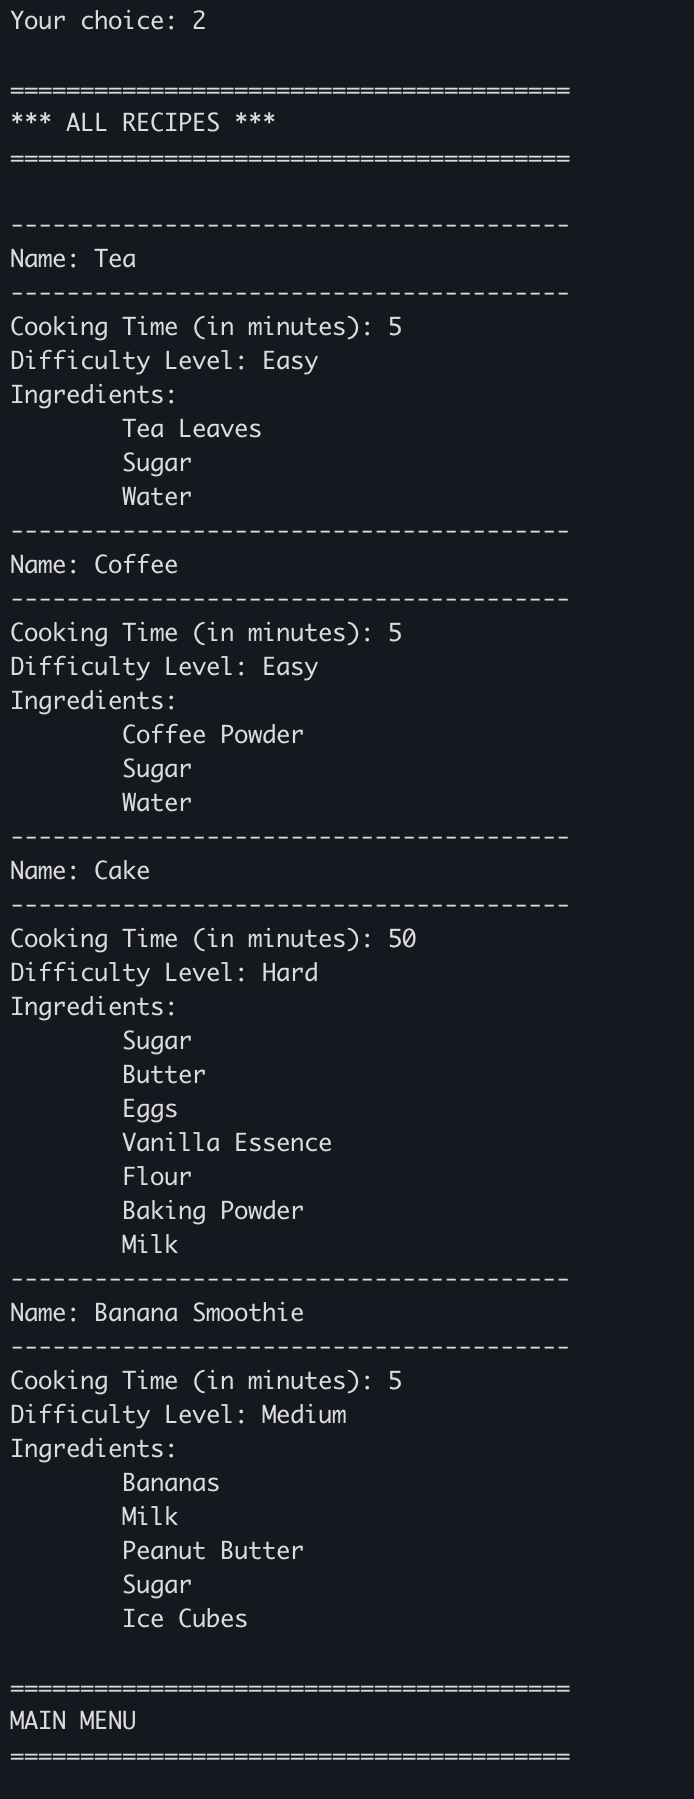 Your choice: 2
========================================
*** ALL RECIPES ***
========================================
----------------------------------------
Name: Tea
----------------------------------------
Cooking Time (in minutes): 5
Difficulty Level: Easy
Ingredients:
        Tea Leaves
        Sugar
        Water
----------------------------------------
Name: Coffee
----------------------------------------
Cooking Time (in minutes): 5
Difficulty Level: Easy
Ingredients:
        Coffee Powder
        Sugar
        Water
----------------------------------------
Name: Cake
----------------------------------------
Cooking Time (in minutes): 50
Difficulty Level: Hard
Ingredients:
        Sugar
        Butter
        Eggs
        Vanilla Essence
        Flour
        Baking Powder
        Milk
----------------------------------------
Name: Banana Smoothie
----------------------------------------
Cooking Time (in minutes): 5
Difficulty Level: Medium
Ingredients:
        Bananas
        Milk
        Peanut Butter
        Sugar
        Ice Cubes
========================================
MAIN MENU
========================================